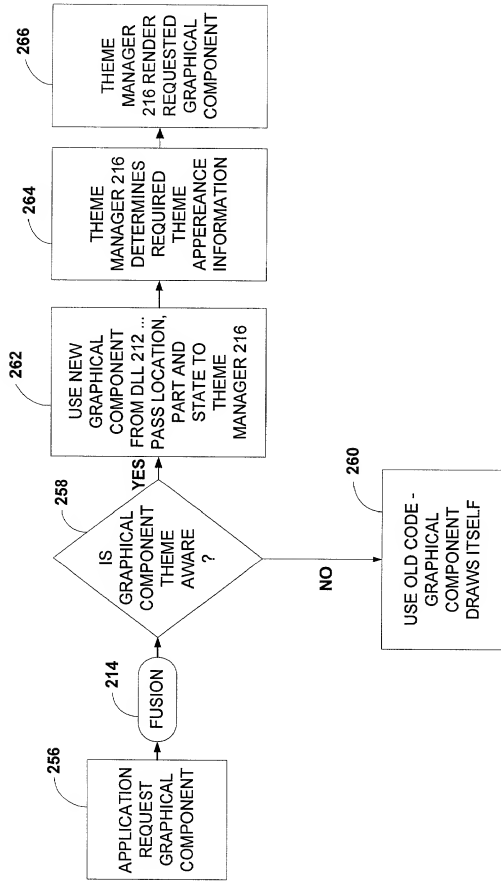 256
APPLICATION
REQUEST
GRAPHICAL
COMPONENT
214
FUSION
258
IS
GRAPHICAL
COMPONENT
THEME
AWARE
?
YES
NO
260
USE OLD CODE -
GRAPHICAL
COMPONENT
DRAWS ITSELF
262
USE NEW
GRAPHICAL
COMPONENT
FROM DLL 212 ...
PASS LOCATION,
PART AND
STATE TO
THEME
MANAGER 216
264
THEME
MANAGER 216
DETERMINES
REQUIRED
THEME
APPEREANCE
INFORMATION
266
THEME
MANAGER
216 RENDER
REQUESTED
GRAPHICAL
COMPONENT